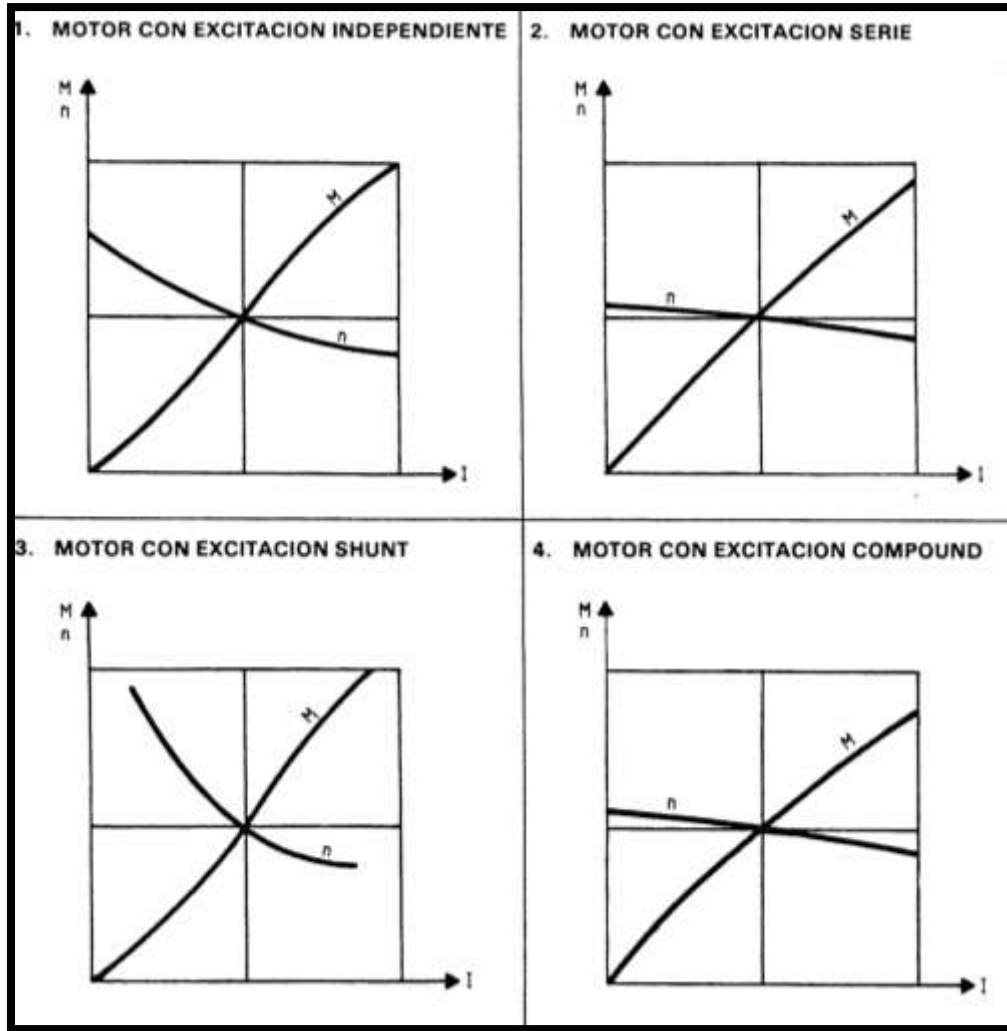 1. MOTOR CON EXCITACION INDEPENDIENTE
M
n
M
n
I
2. MOTOR CON EXCITACION SERIE
M
n
n
M
I
3. MOTOR CON EXCITACION SHUNT
M
n
M
n
I
4. MOTOR CON EXCITACION COMPOUND
M
n
n
M
I